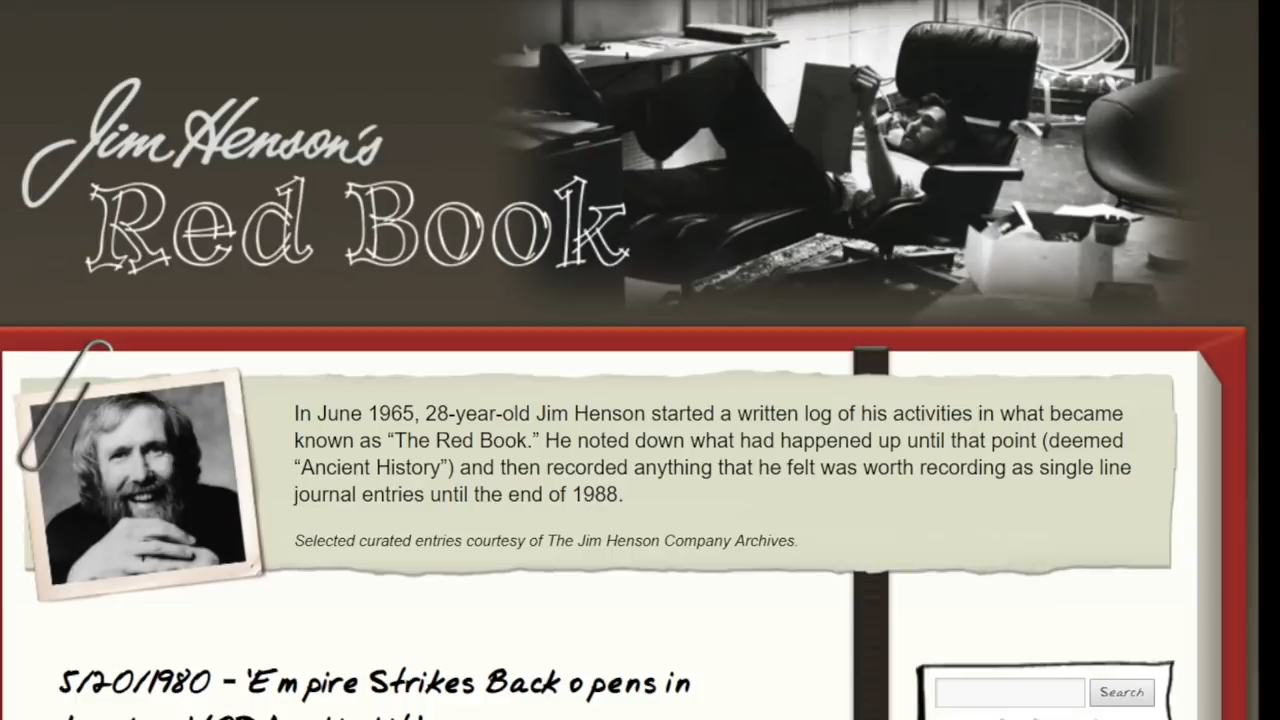 Jim Henson's
Red Book
In June 1965, 28-year-old Jim Henson started a written log of his activities in what became
known as “The Red Book.” He noted down what had happened up until that point (deemed
“Ancient History”) and then recorded anything that he felt was worth recording as single line
journal entries until the end of 1988.
Selected curated entries courtesy of The Jim Henson Company Archives.
5/20/1980 – 'Empire Strikes Back opens in
Search